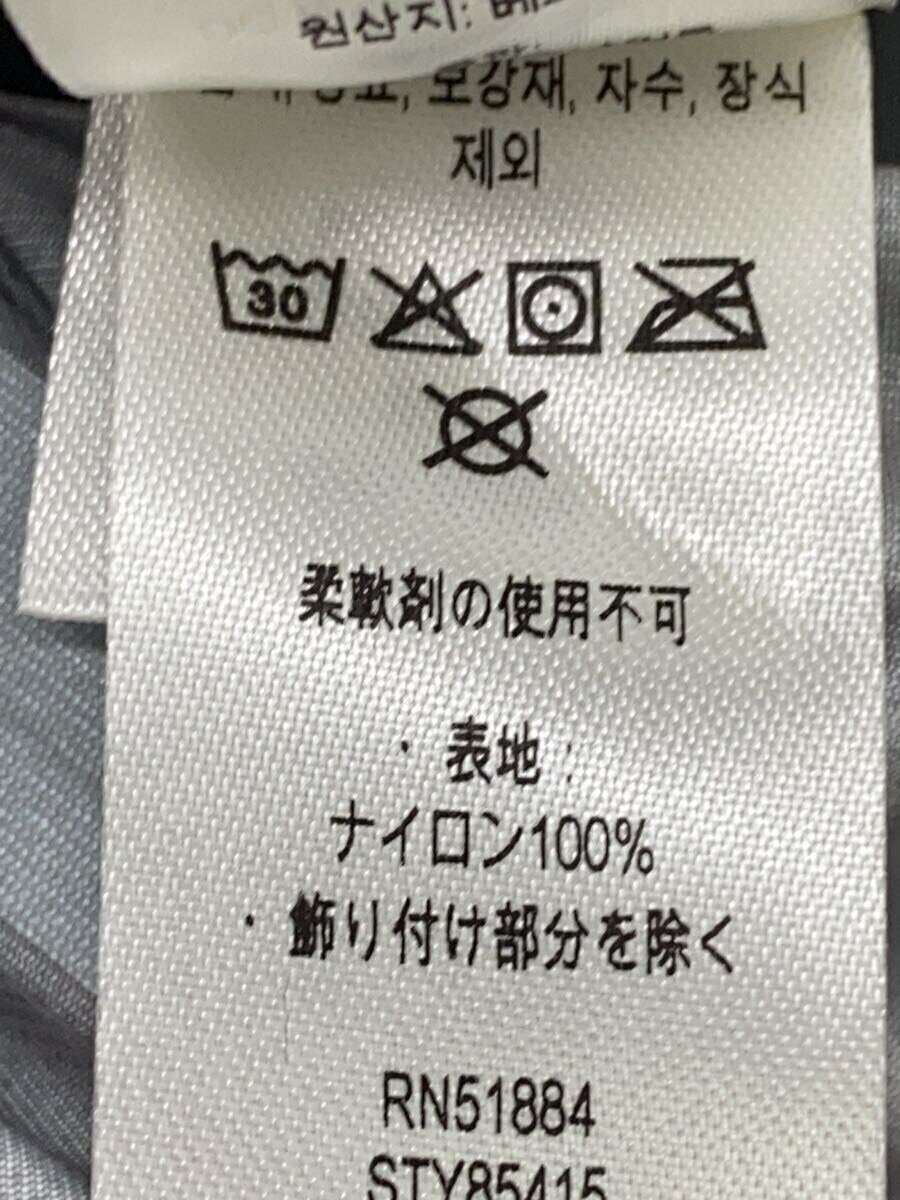 원산지: 베트
보강재, 자수, 장식
제외
30
柔軟剤の使用不可
・表地:
ナイロン100%
・飾り付け部分を除く
RN51884
STY85415